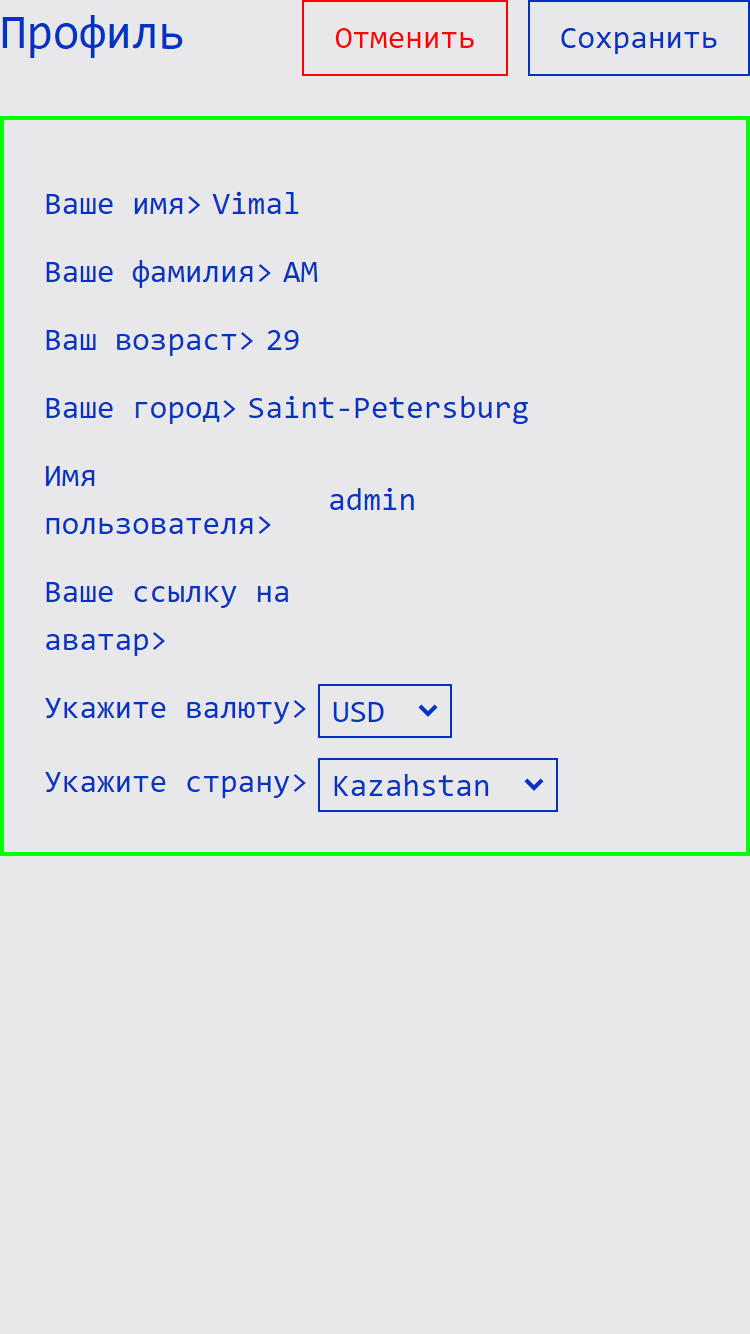 Профиль
Отменить
Сохранить
Ваше имя> Vimal
Ваше фамилия> AM
Ваш возраст> 29
Ваше город> Saint-Petersburg
Имя
пользователя>
admin
Ваше ссылку на
аватар>
Укажите валюту> USD
Укажите страну> Kazahstan